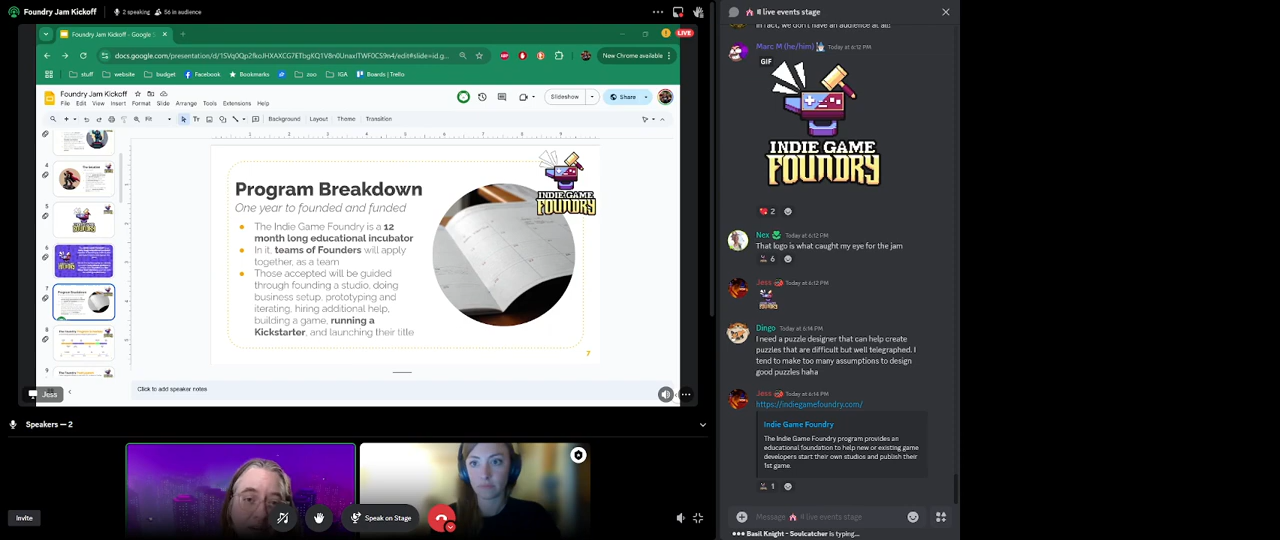 Foundry Jam Kickoff
2 speaking
56 in audience
LIVE
Foundry Jam Kickoff - Google
New Chrome available
stuff
website
budget
Facebook
Bookmarks
zoo
IGA
Boards | Trello
Foundry Jam Kickoff
File Edit View Insert Format Slide Arrange Tools Extensions Help
Slideshow
Share
Fit
Background
Layout
Theme
Transition
4
5
6
7
8
9
Program Breakdown
One year to founded and funded
The Indie Game Foundry is a 12
month long educational incubator
In it, teams of Founders will apply
together, as a team
Those accepted will be guided
through founding a studio, doing
business setup, prototyping and
iterating, hiring additional help,
building a game, running a
Kickstarter, and launching their title
INDIE GAME
FOUNDRY
7
Click to add speaker notes
Jess
Speakers — 2
Invite
Speak on Stage
live events stage
In fact, we don't have an audience at all!
Marc M (he/him) Today at 6:12 PM
GIF
INDIE GAME
FOUNDRY
2
Nex Today at 6:12 PM
That logo is what caught my eye for the jam
6
Jess Today at 6:12 PM
Dingo Today at 6:14 PM
I need a puzzle designer that can help create
puzzles that are difficult but well telegraphed. I
tend to make too many assumptions to design
good puzzles haha
Jess Today at 6:14 PM
https://indiegamefoundry.com/
Indie Game Foundry
The Indie Game Foundry program provides an
educational foundation to help new or existing game
developers start their own studios and publish their
1st game.
1
Message live events stage
Basil Knight - Soulcatcher is typing...